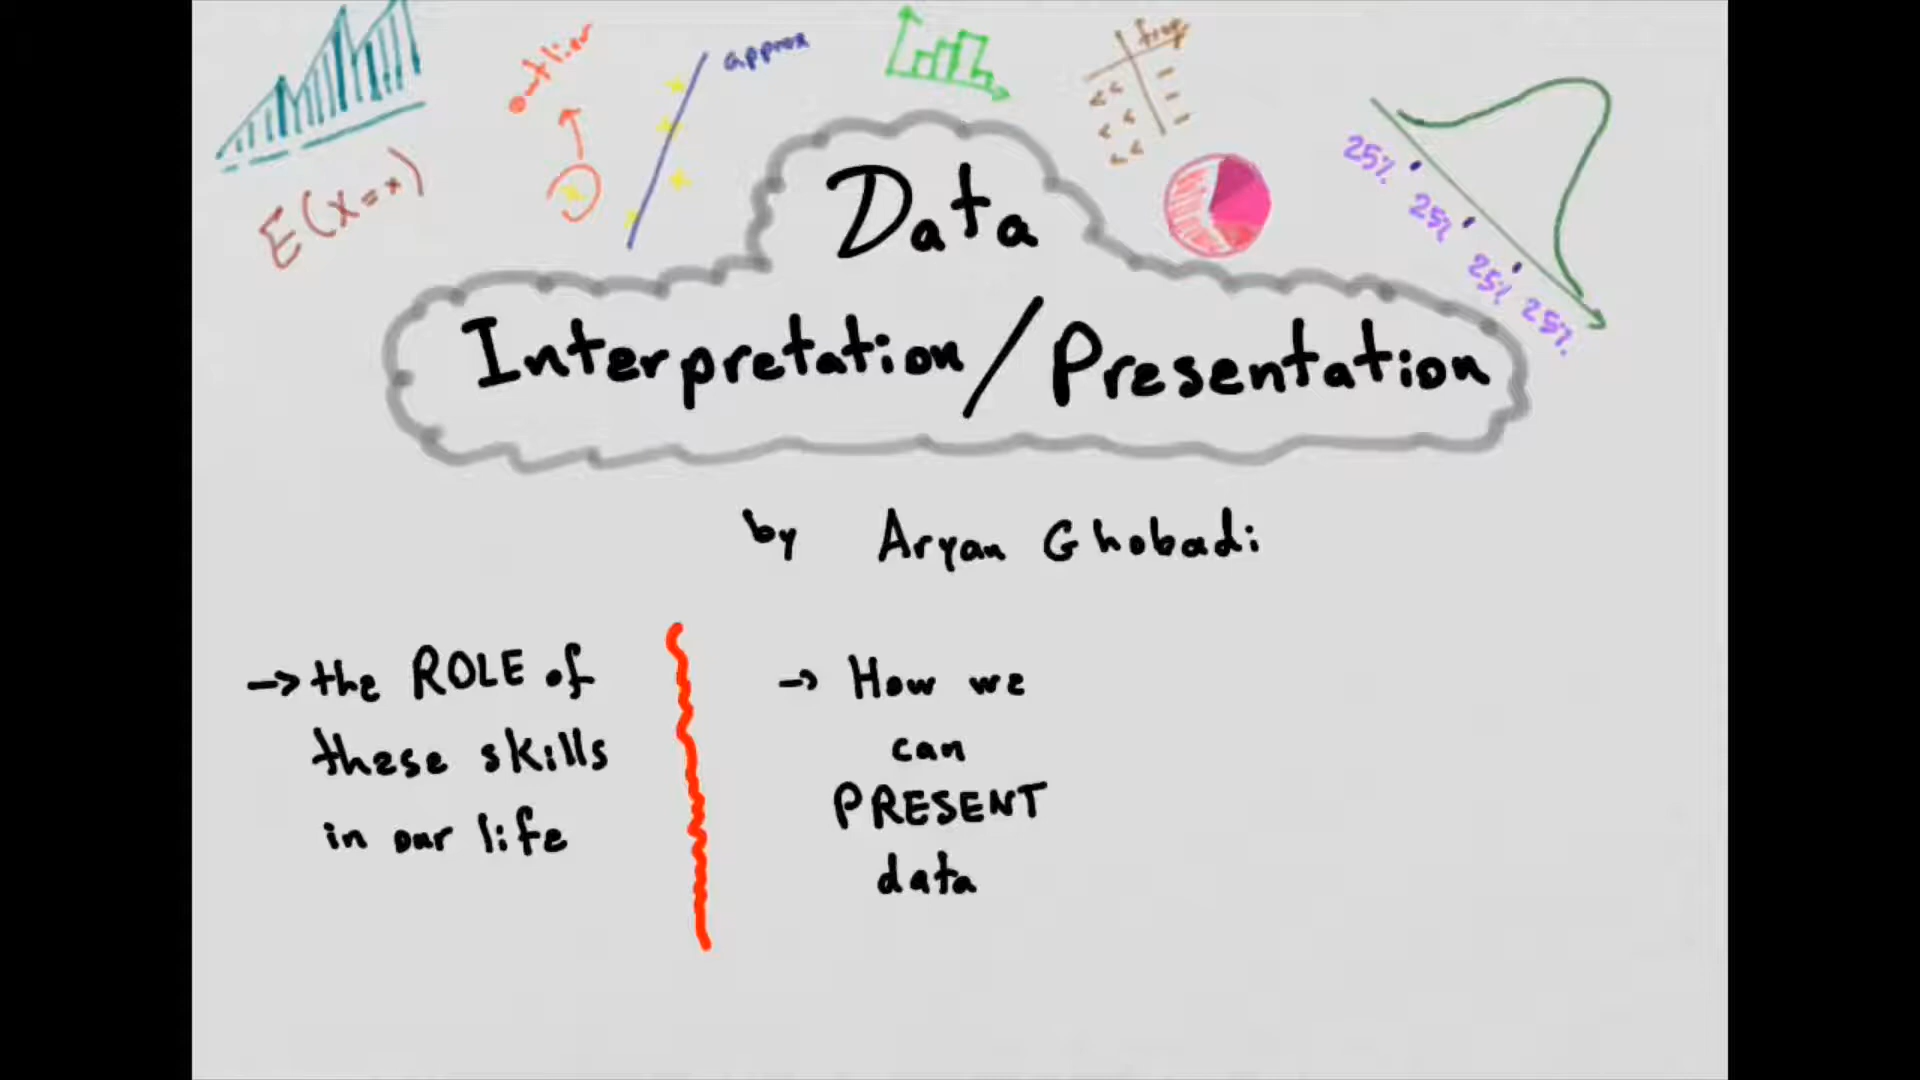 outlier
approx
freq
E(X=x)
25%
25%
25%
25%
Data
Interpretation/Presentation
by Aryan Ghobadi
→ the ROLE of
these skills
in our life
→ How we
can
PRESENT
data